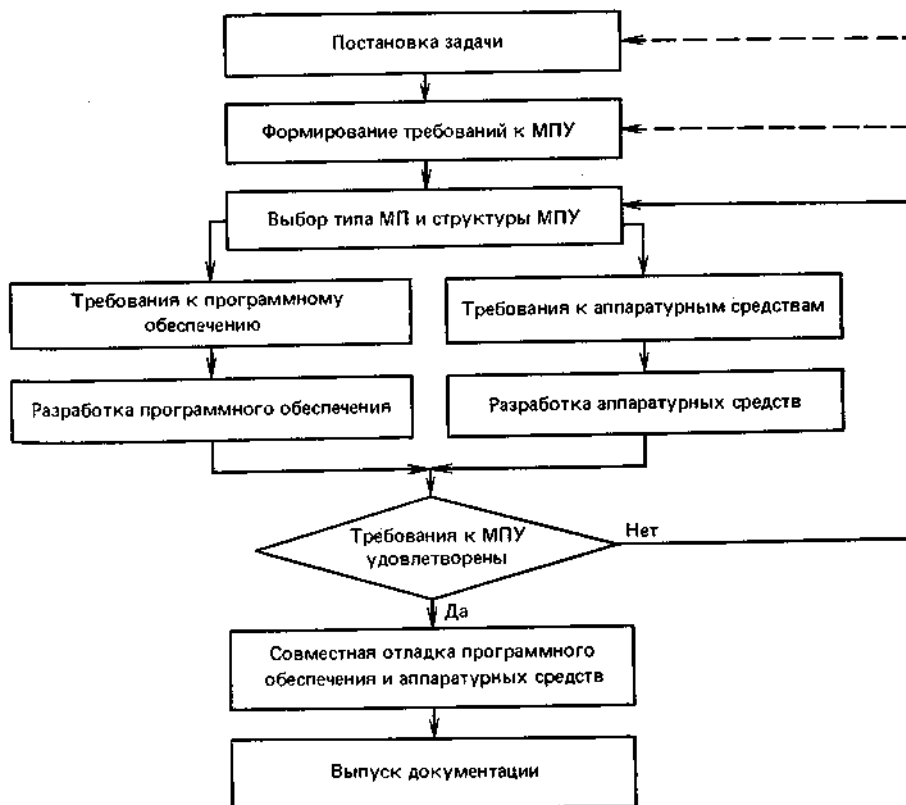 Постановка задачи
Формирование требований к МПУ
Выбор типа МП и структуры МПУ
Требования к программному
обеспечению
Требования к аппаратурным средствам
Разработка программного обеспечения
Разработка аппаратурных средств
Требования к МПУ
удовлетворены
Нет
Да
Совместная отладка программного
обеспечения и аппаратурных средств
Выпуск документации